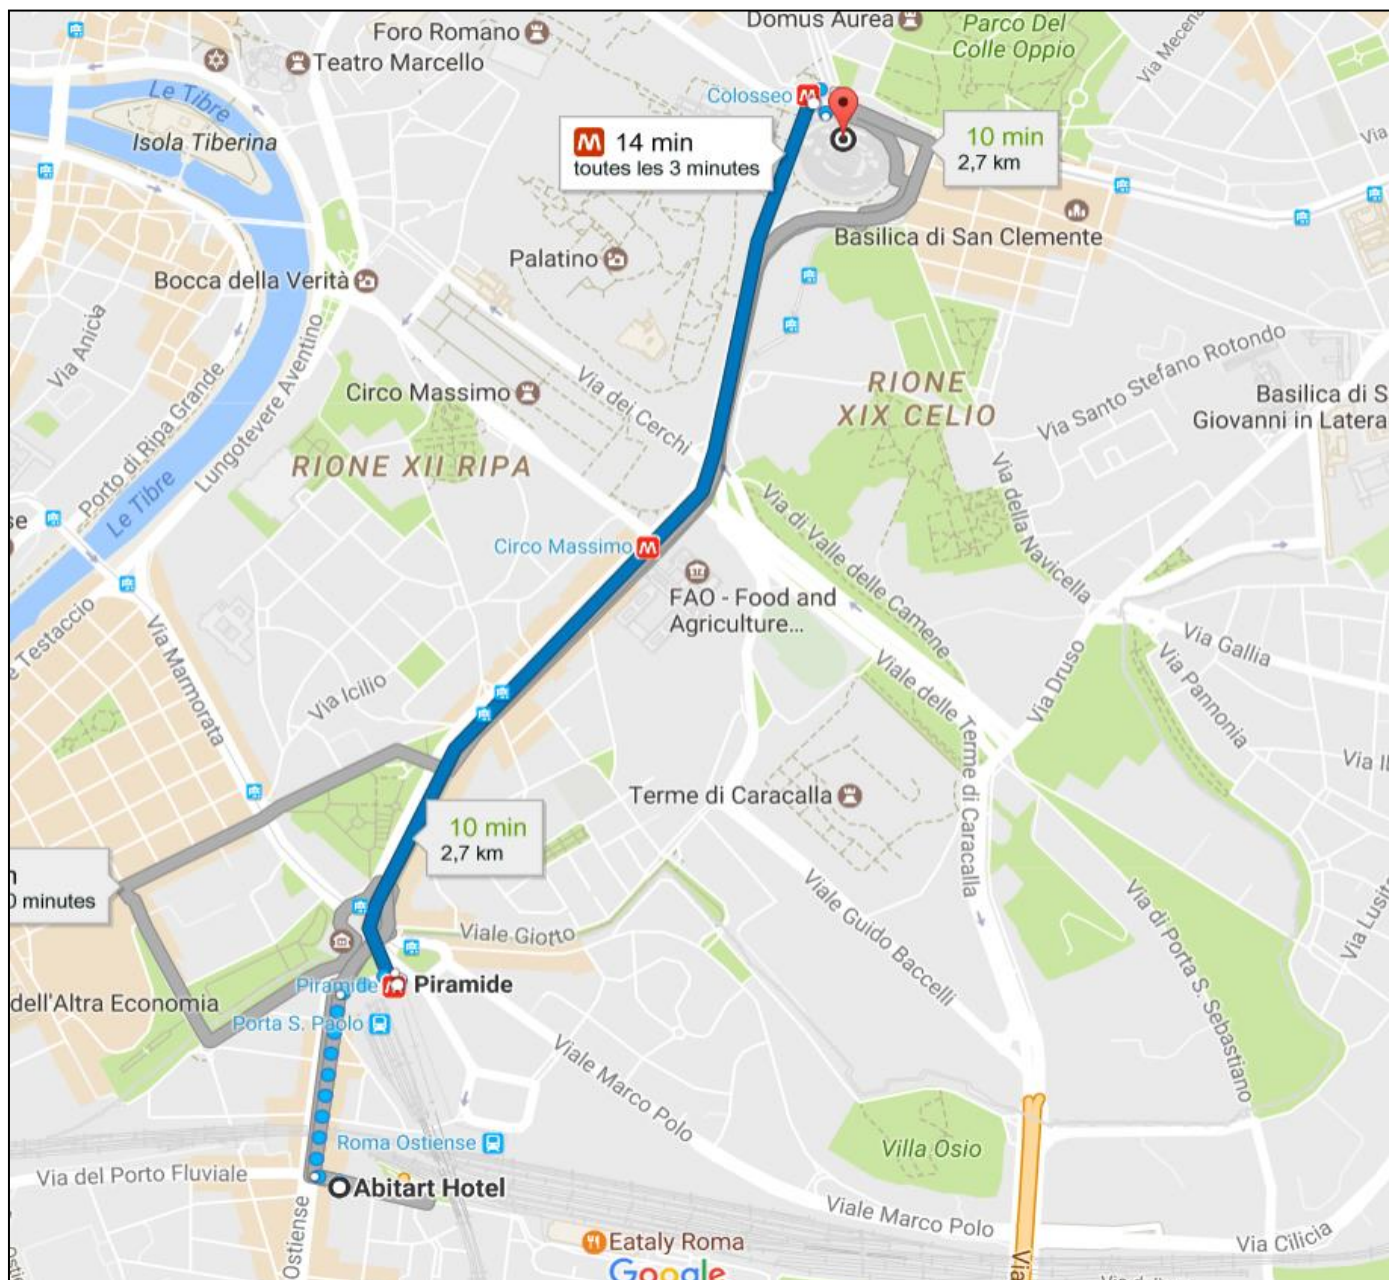 Domus Aurea
Parco Del
Colle Oppio
Via Mecena
Foro Romano
Teatro Marcello
Le Tibre
Colosseo
Isola Tiberina
14 min
toutes les 3 minutes
10 min
2,7 km
Via
Basilica di San Clemente
Palatino
Bocca della Verità
Via Anicia
Lungotevere Aventino
Porto di Ripa Grande
Via dei Cerchi
Circo Massimo
RIONE
XIX CELIO
Via Santo Stefano Rotondo
Basilica di S
Giovanni in Latera
RIONE XII RIPA
Le Tibre
se
Via di Valle delle Camene
Via della Navicella
Circo Massimo
FAO - Food and
Agriculture...
e Testaccio
Via Marmorata
Via Icilio
Via Gallia
Via Druso
Via Pannonia
Viale delle Terme di Caracalla
Via Il
Terme di Caracalla
10 min
2,7 km
n
0 minutes
Viale Guido Baccelli
Via di Porta S. Sebastiano
Via Lusit
Viale Giotto
Piramide
Piramide
dell'Altra Economia
Porta S. Paolo
Viale Marco Polo
Roma Ostiense
Villa Osio
Via del Porto Fluviale
Abitart Hotel
Viale Marco Polo
Ostiense
Via Cilicia
Eataly Roma
Google
Via